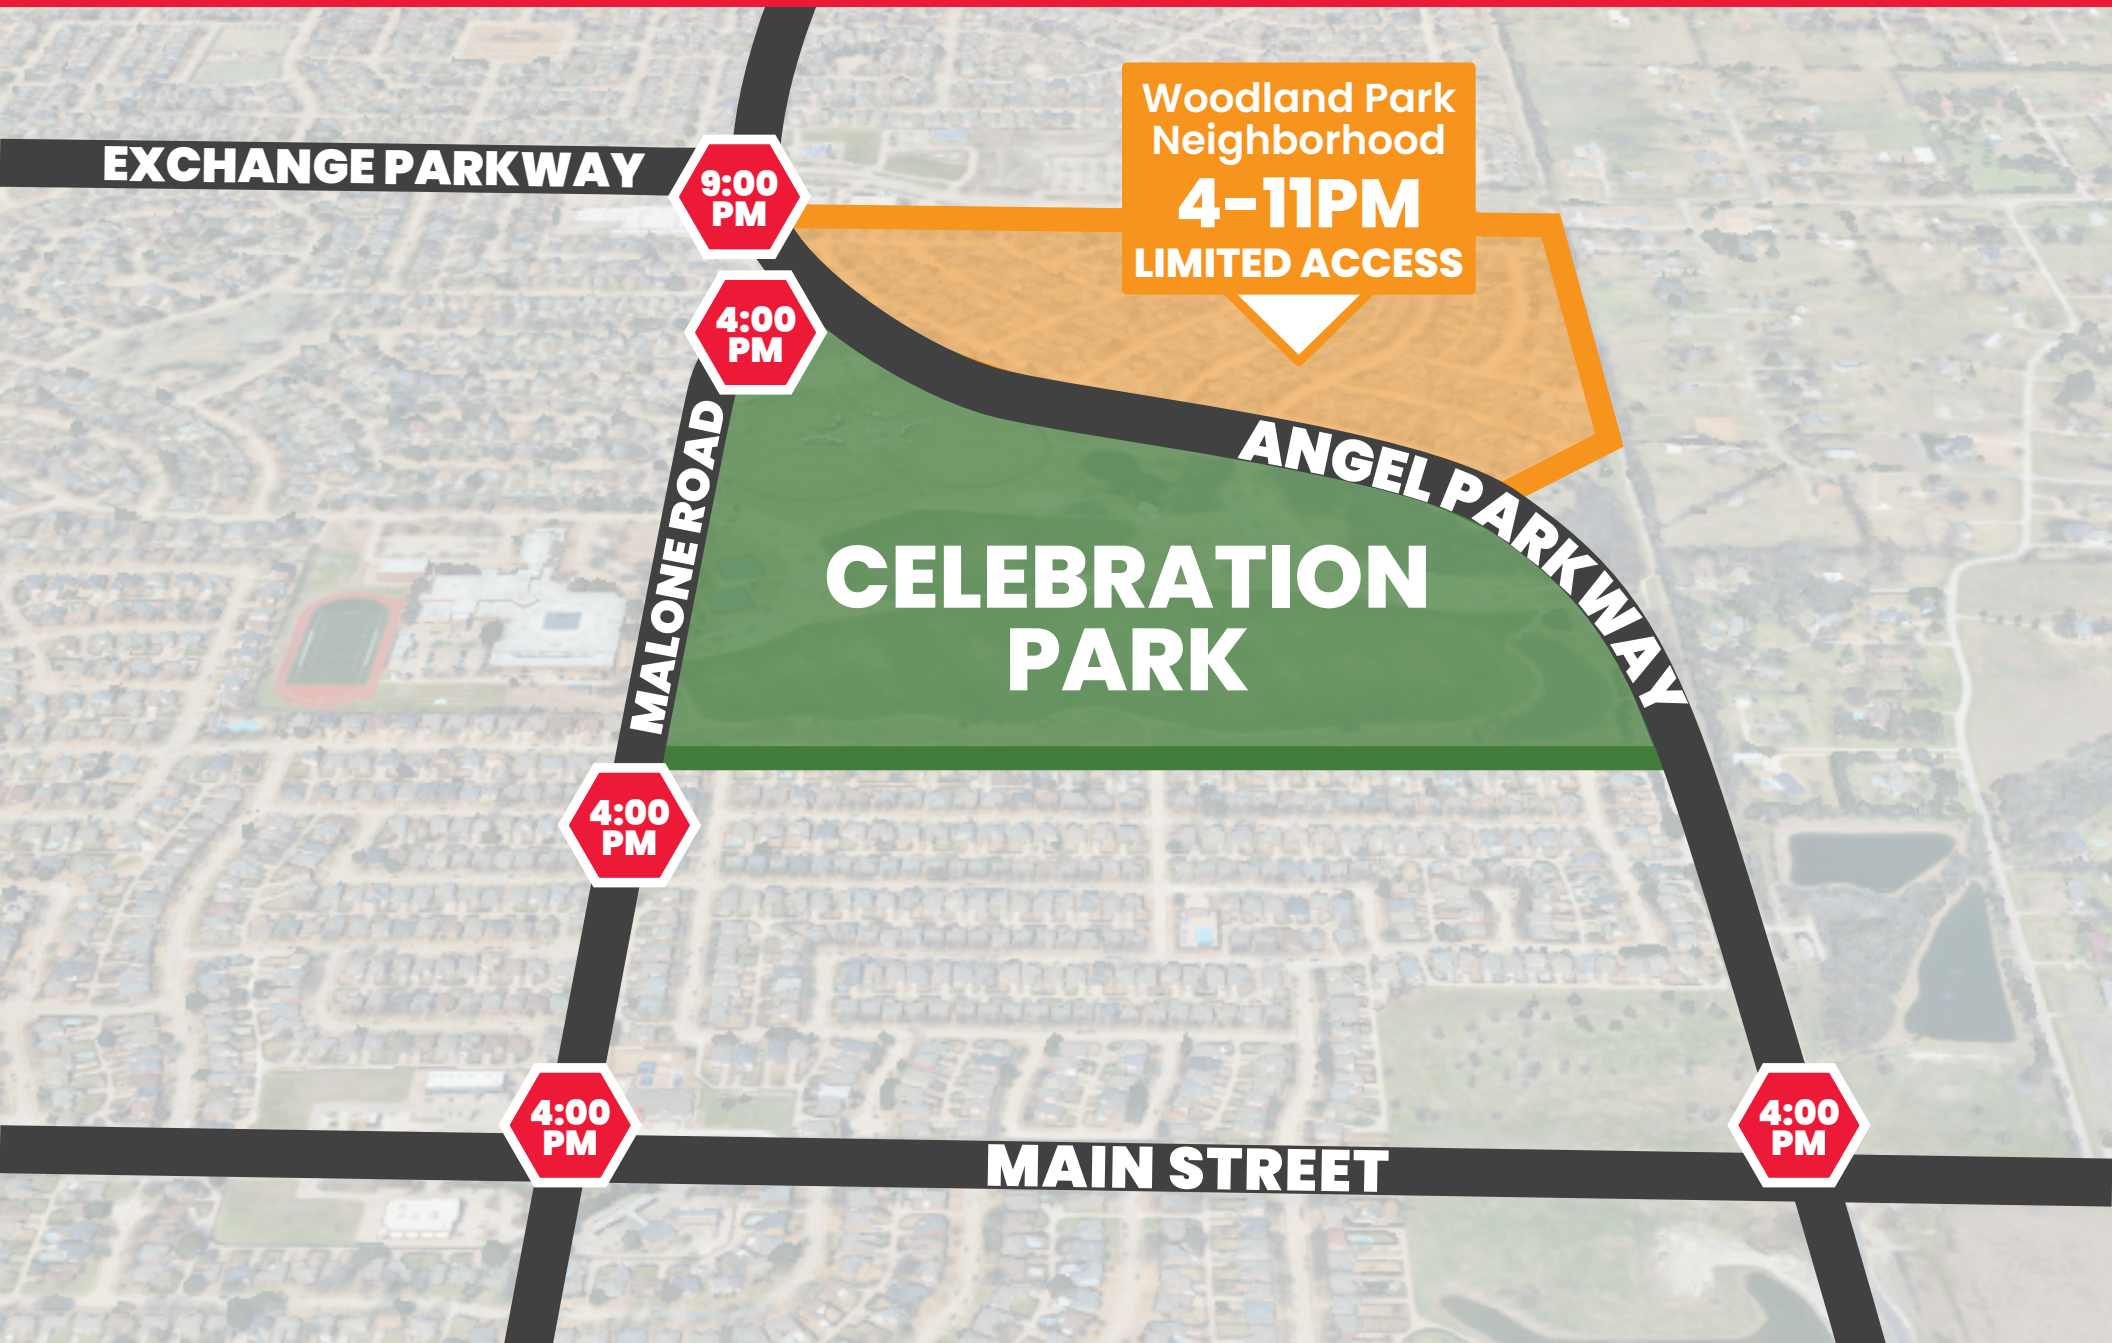 Woodland Park
Neighborhood
4-11PM
LIMITED ACCESS
EXCHANGE PARKWAY
9:00
PM
4:00
PM
MALONE ROAD
ANGEL PARKWAY
CELEBRATION
PARK
4:00
PM
4:00
PM
4:00
PM
MAIN STREET